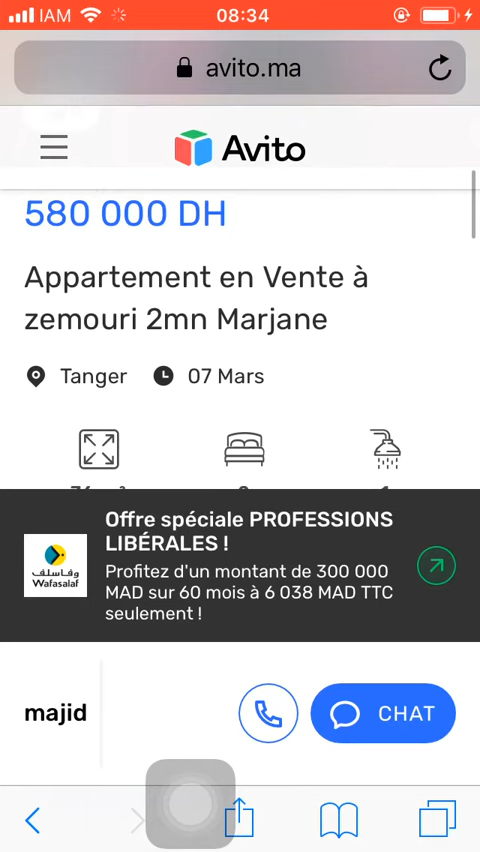 IAM 08:34
avito.ma
Avito
580 000 DH
Appartement en Vente à
zemouri 2mn Marjane
Tanger 07 Mars
Offre spéciale PROFESSIONS
LIBÉRALES !
Profitez d'un montant de 300 000
MAD sur 60 mois à 6 038 MAD TTC
seulement !
وفاسلف
Wafasalaf
majid
CHAT